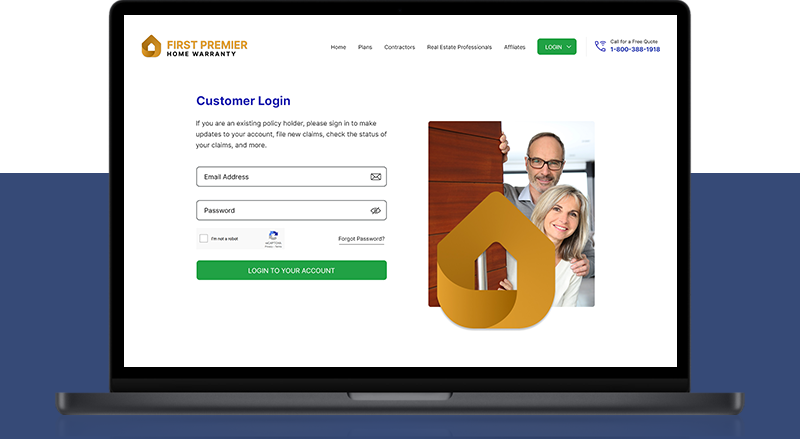 FIRST PREMIER
HOME WARRANTY
Home Plans Contractors Real Estate Professionals Affliates LOGIN
Call for a Free Quote
1-800-388-1918
Customer Login
If you are an existing policy holder, please sign in to make
updates to your account, file new claims, check the status of
your claims, and more.
Email Address
Password
I'm not a robot
reCAPTCHA
Privacy - Terms
Forgot Password?
LOGIN TO YOUR ACCOUNT